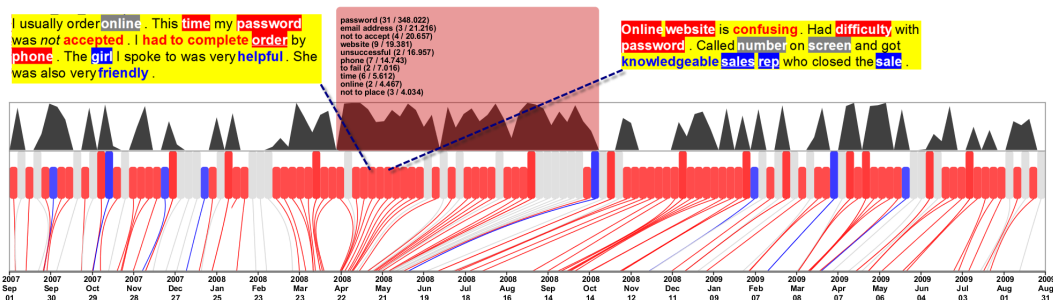 I usually order online . This time my password
was not accepted . I had to complete order by
phone . The girl I spoke to was very helpful . She
was also very friendly .
password (31 / 348.022)
email address (3 / 21.216)
not to accept (4 / 20.657)
website (9 / 19.381)
unsuccessful (2 / 16.957)
phone (7 / 14.743)
to fail (2 / 7.016)
time (6 / 5.612)
online (2 / 4.467)
not to place (3 / 4.034)
Online website is confusing . Had difficulty with
password . Called number on screen and got
knowledgeable sales rep who closed the sale .
2007 2007 2007 2007 2007 2008 2008 2008 2008 2008 2008 2008 2008 2008 2008 2008 2008 2009 2009 2009 2009 2009 2009 2009 2009 200
Sep Sep Oct Nov Dec Jan Feb Mar Apr May Jun Jul Aug Sep Oct Nov Dec Jan Feb Mar Apr May Jun Jul Aug Aug
01 30 29 28 27 25 23 23 22 21 19 18 16 14 14 12 11 09 07 08 07 06 04 03 01 31